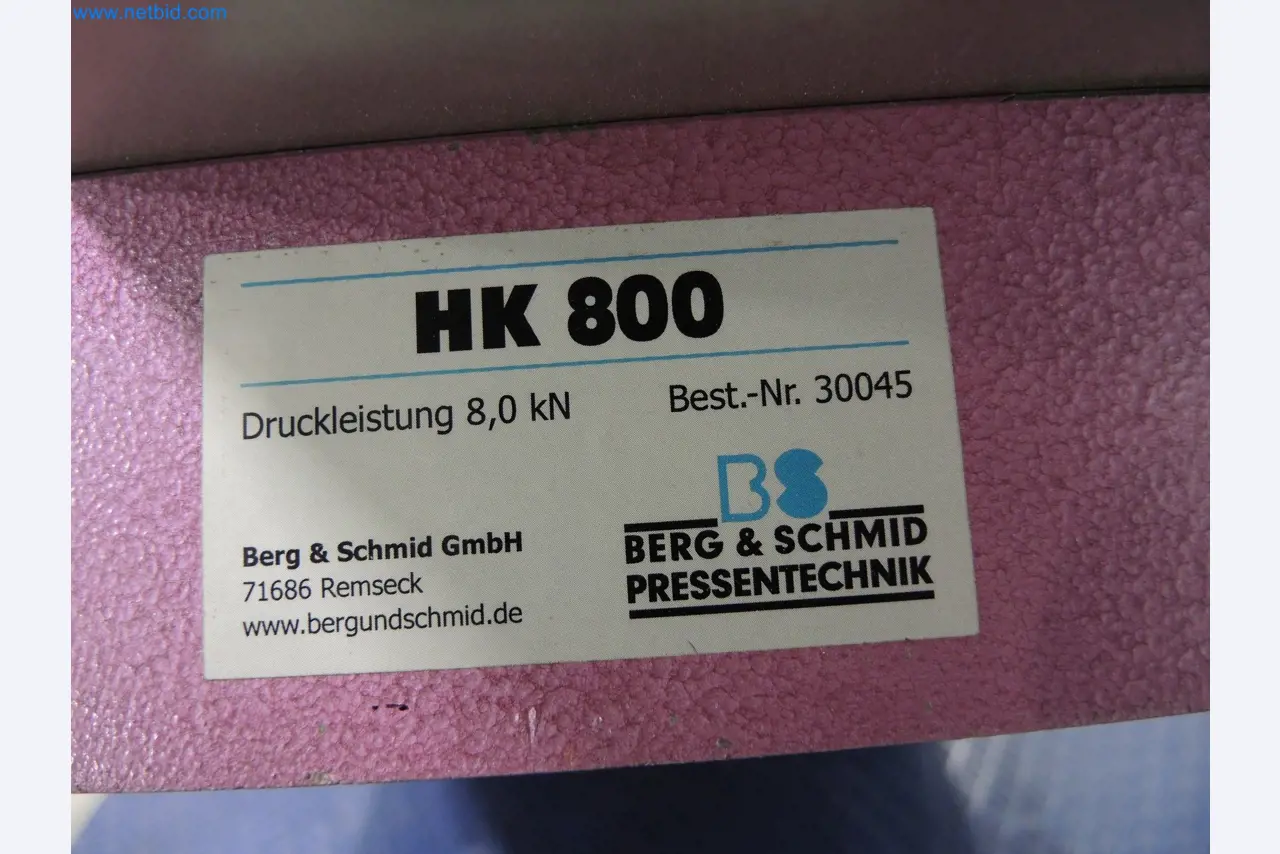 www.netbid.com
HK 800
Druckleistung 8,0 kN
Best.-Nr. 30045
BS
BERG & SCHMID
PRESSENTECHNIK
Berg & Schmid GmbH
71686 Remseck
www.bergundschmid.de